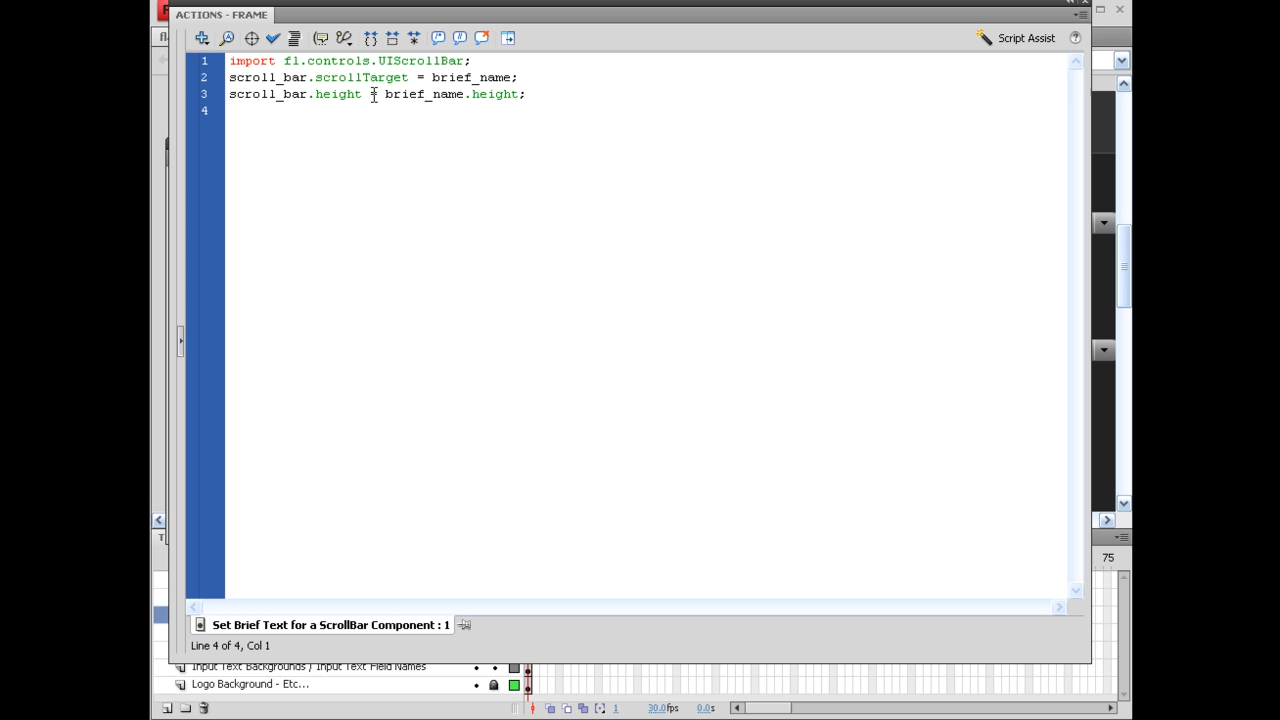 ACTIONS - FRAME
Script Assist
1 import fl.controls.UIScrollBar;
2 scroll_bar.scrollTarget = brief_name;
3 scroll_bar.height = brief_name.height;
4
75
Set Brief Text for a ScrollBar Component : 1
Line 4 of 4, Col 1
Input Text Backgrounds / Input Text Field Names
Logo Background - Etc...
1 30.0fps 0.0s